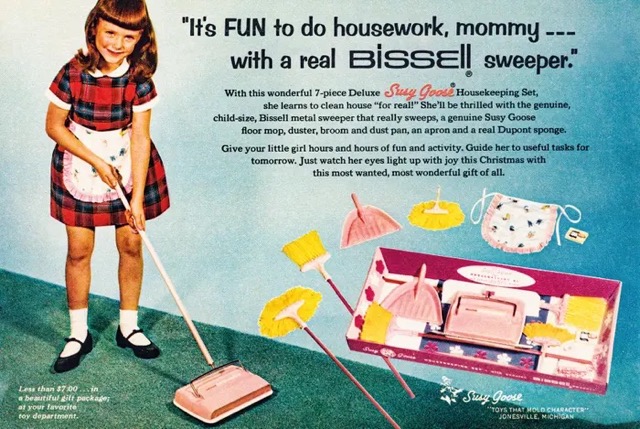 "It's FUN to do housework, mommy ---
with a real BISSEll® sweeper."
With this wonderful 7-piece Deluxe Susy Goose® Housekeeping Set,
she learns to clean house "for real!" She'll be thrilled with the genuine,
child-size, Bissell metal sweeper that really sweeps, a genuine Susy Goose
floor mop, duster, broom and dust pan, an apron and a real Dupont sponge.
Give your little girl hours and hours of fun and activity. Guide her to useful tasks for
tomorrow. Just watch her eyes light up with joy this Christmas with
this most wanted, most wonderful gift of all.
Susy Goose
Less than $7.00 . . . in
a beautiful gift package;
at your favorite
toy department.
Susy Goose
"TOYS THAT MOLD CHARACTER"
JONESVILLE, MICHIGAN